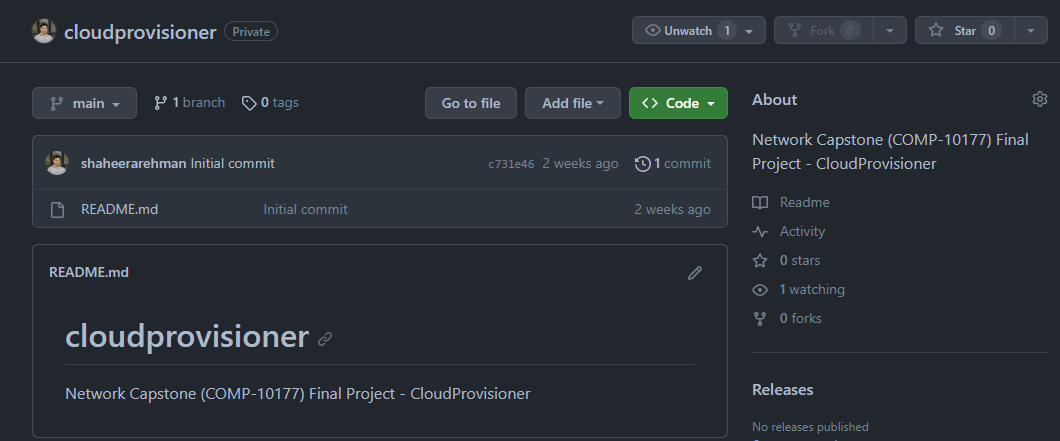 cloudprovisioner Private Unwatch 1 Fork 0 Star 0
main 1 branch 0 tags Go to file Add file Code
shaheerarehman Initial commit c731e46 2 weeks ago 1 commit
README.md Initial commit 2 weeks ago
README.md
cloudprovisioner
Network Capstone (COMP-10177) Final Project - CloudProvisioner
About
Network Capstone (COMP-10177) Final
Project - CloudProvisioner
Readme
Activity
0 stars
1 watching
0 forks
Releases
No releases published